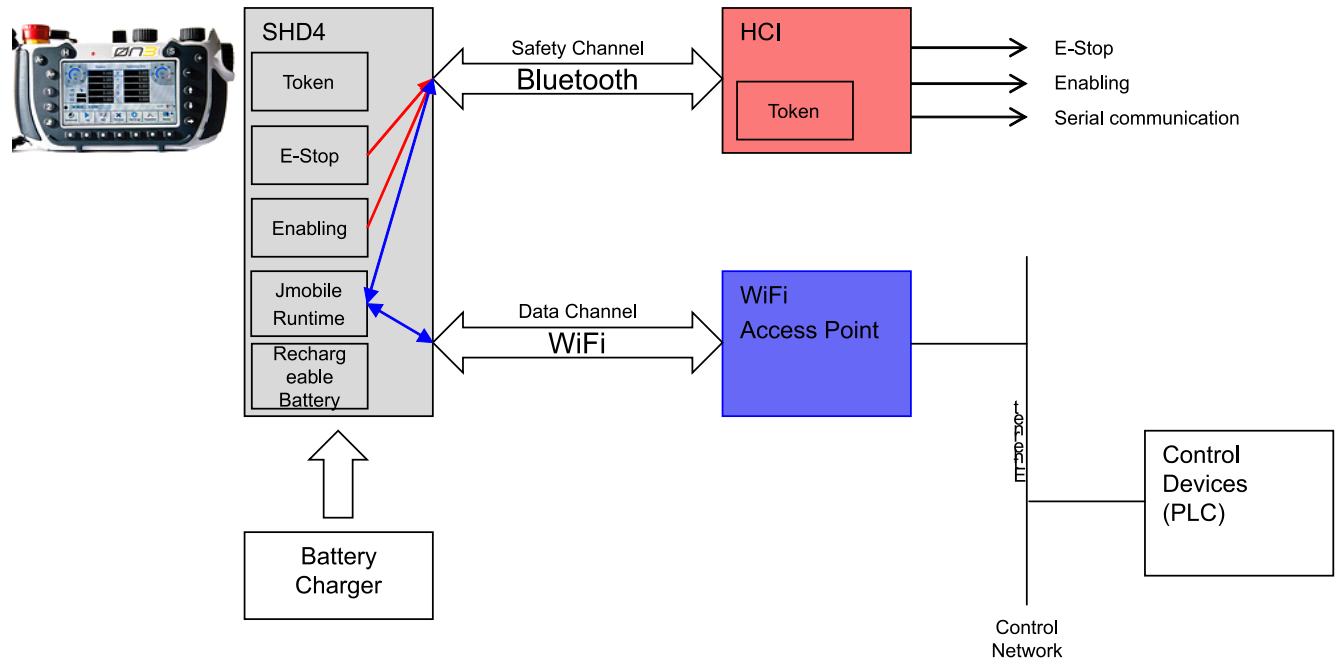 SHD4
Token
E-Stop
Enabling
Jmobile
Runtime
Recharg
eable
Battery
Battery
Charger
Safety Channel
Bluetooth
Data Channel
WiFi
HCI
Token
E-Stop
Enabling
Serial communication
WiFi
Access Point
Ethernet
Control
Devices
(PLC)
Control
Network